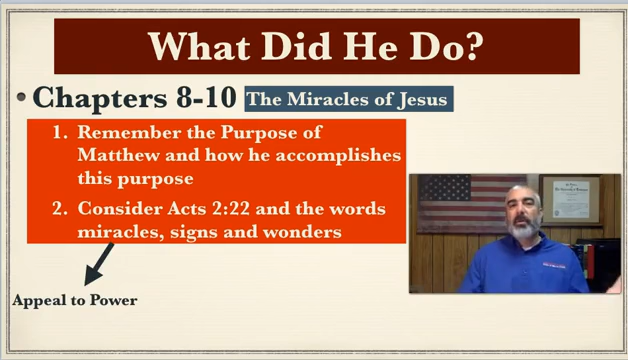 What Did He Do?
• Chapters 8-10 The Miracles of Jesus
1. Remember the Purpose of
Matthew and how he accomplishes
this purpose
2. Consider Acts 2:22 and the words
miracles, signs and wonders
Appeal to Power